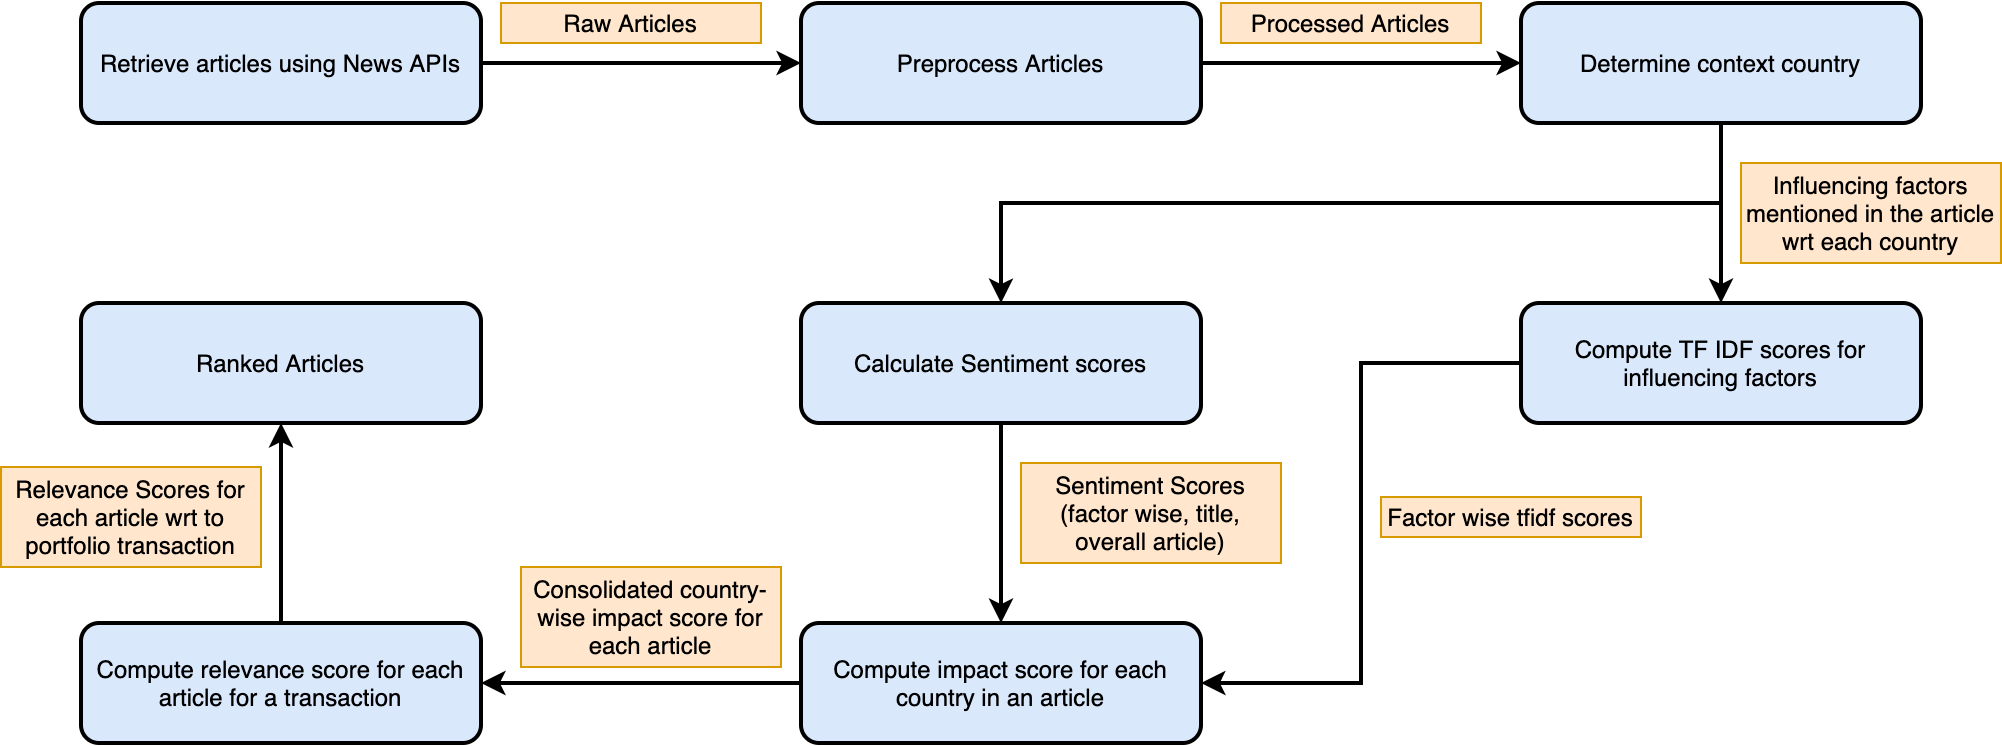 Retrieve articles using News APIs
Raw Articles
Preprocess Articles
Processed Articles
Determine context country
Influencing factors
mentioned in the article
wrt each country
Ranked Articles
Calculate Sentiment scores
Compute TF IDF scores for
influencing factors
Relevance Scores for
each article wrt to
portfolio transaction
Sentiment Scores
(factor wise, title,
overall article)
Factor wise tfidf scores
Consolidated country-
wise impact score for
each article
Compute relevance score for each
article for a transaction
Compute impact score for each
country in an article